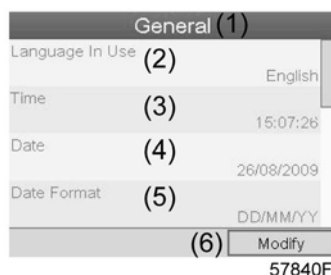 General (1)
Language In Use (2)
English
Time (3)
15:07:26
Date (4)
26/08/2009
Date Format (5)
DD/MM/YY
(6) Modify
57840F